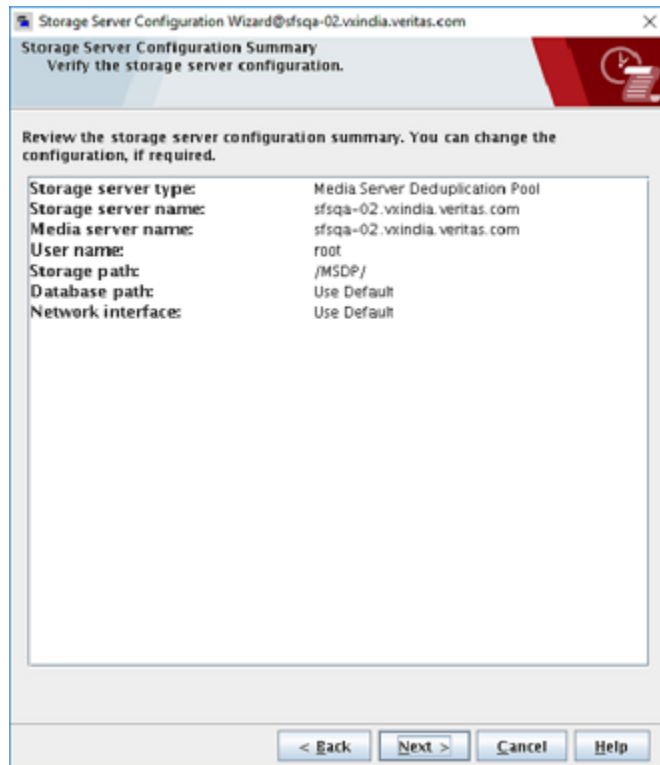 Storage Server Configuration Wizard@sfsqa-02.vxindia.veritas.com
Storage Server Configuration Summary
Verify the storage server configuration.
Review the storage server configuration summary. You can change the
configuration, if required.
Storage server type: Media Server Deduplication Pool
Storage server name: sfsqa-02.vxindia.veritas.com
Media server name: sfsqa-02.vxindia.veritas.com
User name: root
Storage path: /MSDP/
Database path: Use Default
Network interface: Use Default
< Back Next > Cancel Help